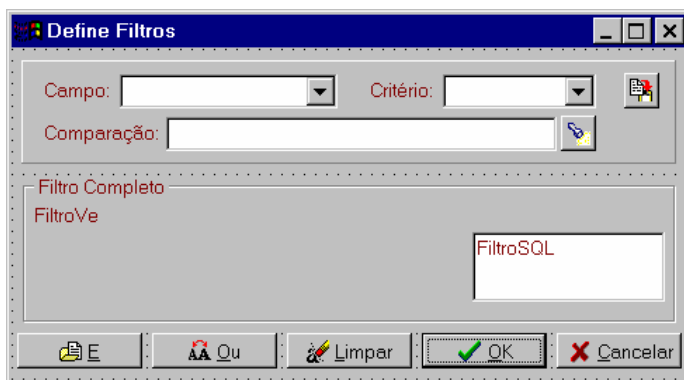 Define Filtros
Campo: Critério:
Comparação:
Filtro Completo
FiltroVe
FiltroSQL
E Ou Limpar OK Cancelar